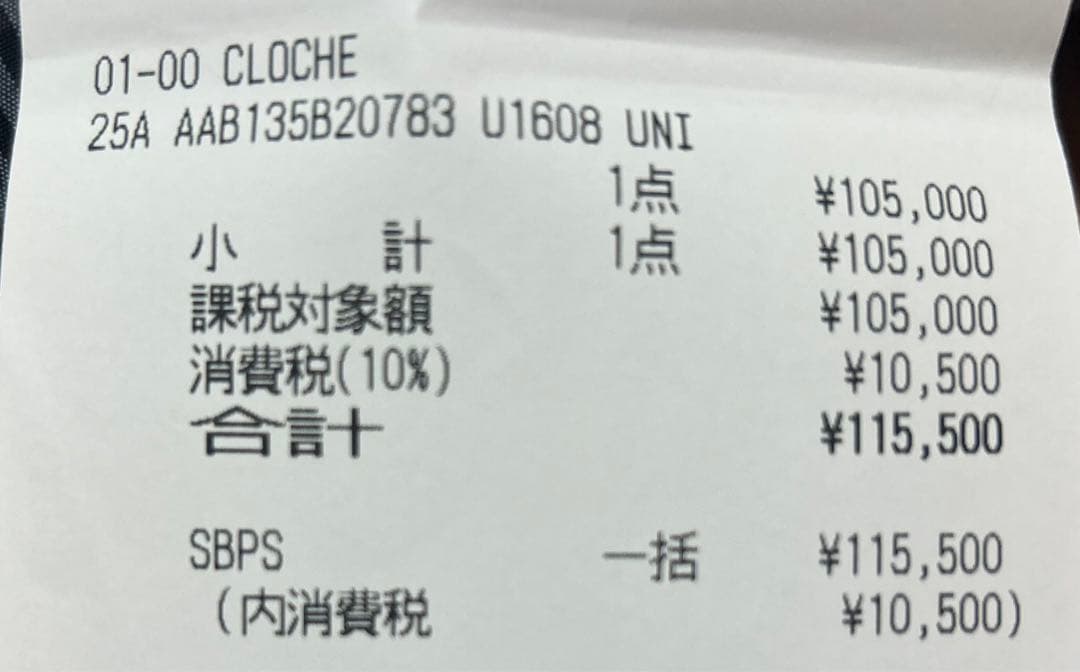 01-00 CLOCHE
25A AAB135B20783 U1608 UNI
1点 ¥105,000
小 計 1点 ¥105,000
課税対象額 ¥105,000
消費税(10%) ¥10,500
合計 ¥115,500
SBPS 一括 ¥115,500
(内消費税 ¥10,500)